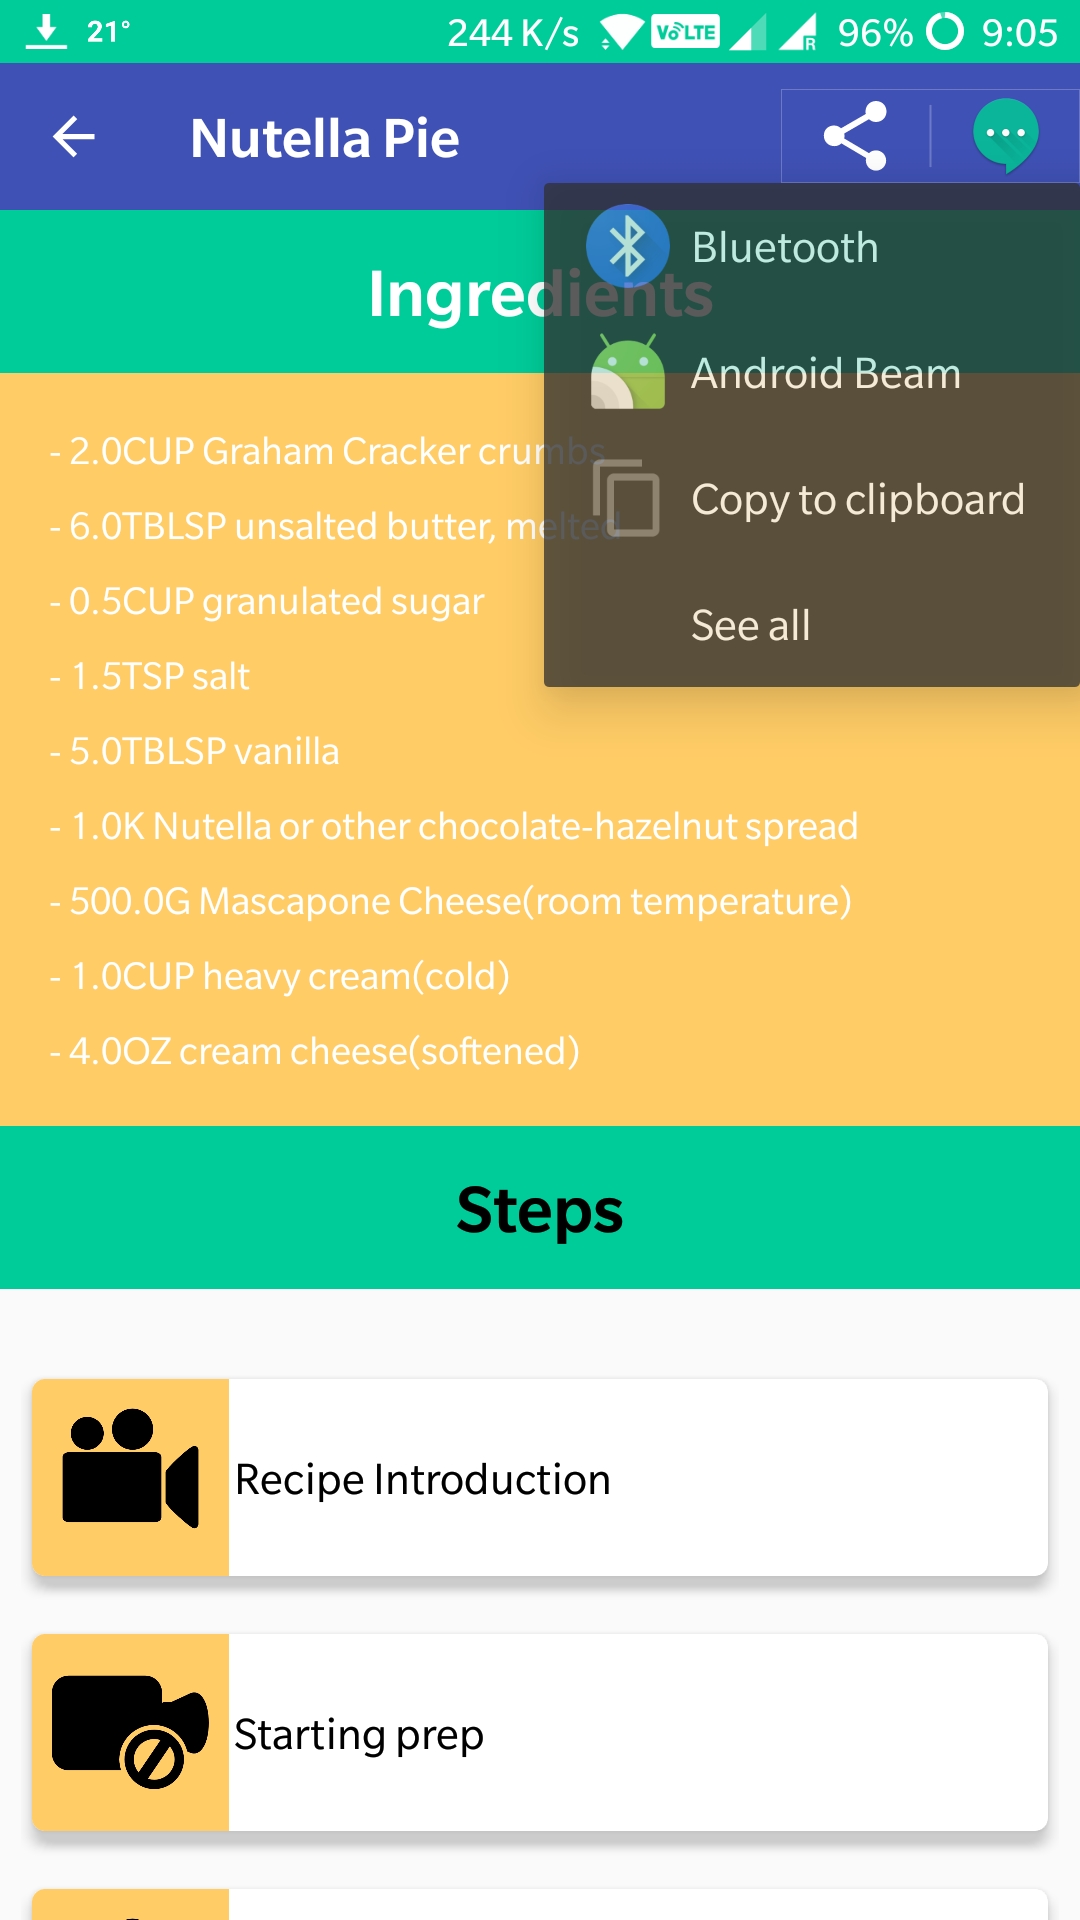 21° 244 K/s VoLTE R 96% 9:05
Nutella Pie
Bluetooth
Ingredients
Android Beam
- 2.0CUP Graham Cracker crumbs
Copy to clipboard
- 6.0TBLSP unsalted butter, melted
- 0.5CUP granulated sugar
See all
- 1.5TSP salt
- 5.0TBLSP vanilla
- 1.0K Nutella or other chocolate-hazelnut spread
- 500.0G Mascapone Cheese(room temperature)
- 1.0CUP heavy cream(cold)
- 4.0OZ cream cheese(softened)
Steps
Recipe Introduction
Starting prep